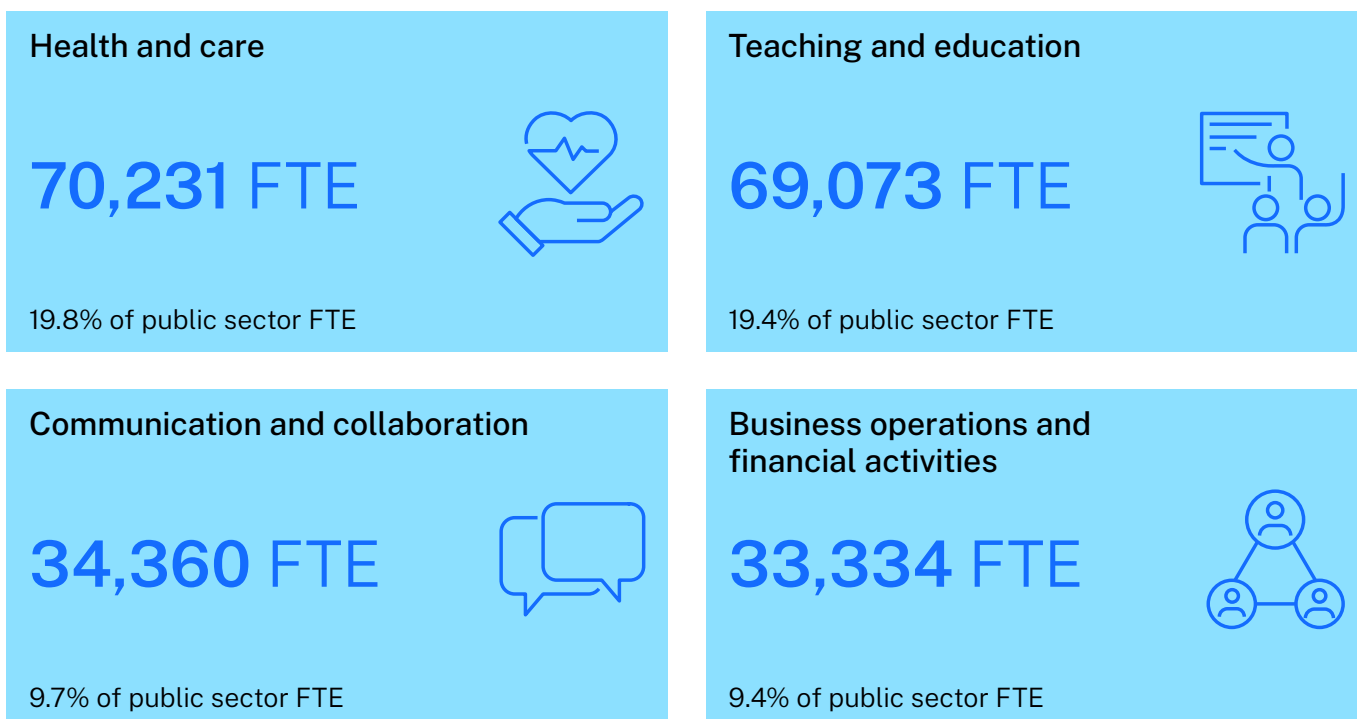 Health and care
70,231 FTE
19.8% of public sector FTE
Teaching and education
69,073 FTE
19.4% of public sector FTE
Communication and collaboration
34,360 FTE
9.7% of public sector FTE
Business operations and
financial activities
33,334 FTE
9.4% of public sector FTE